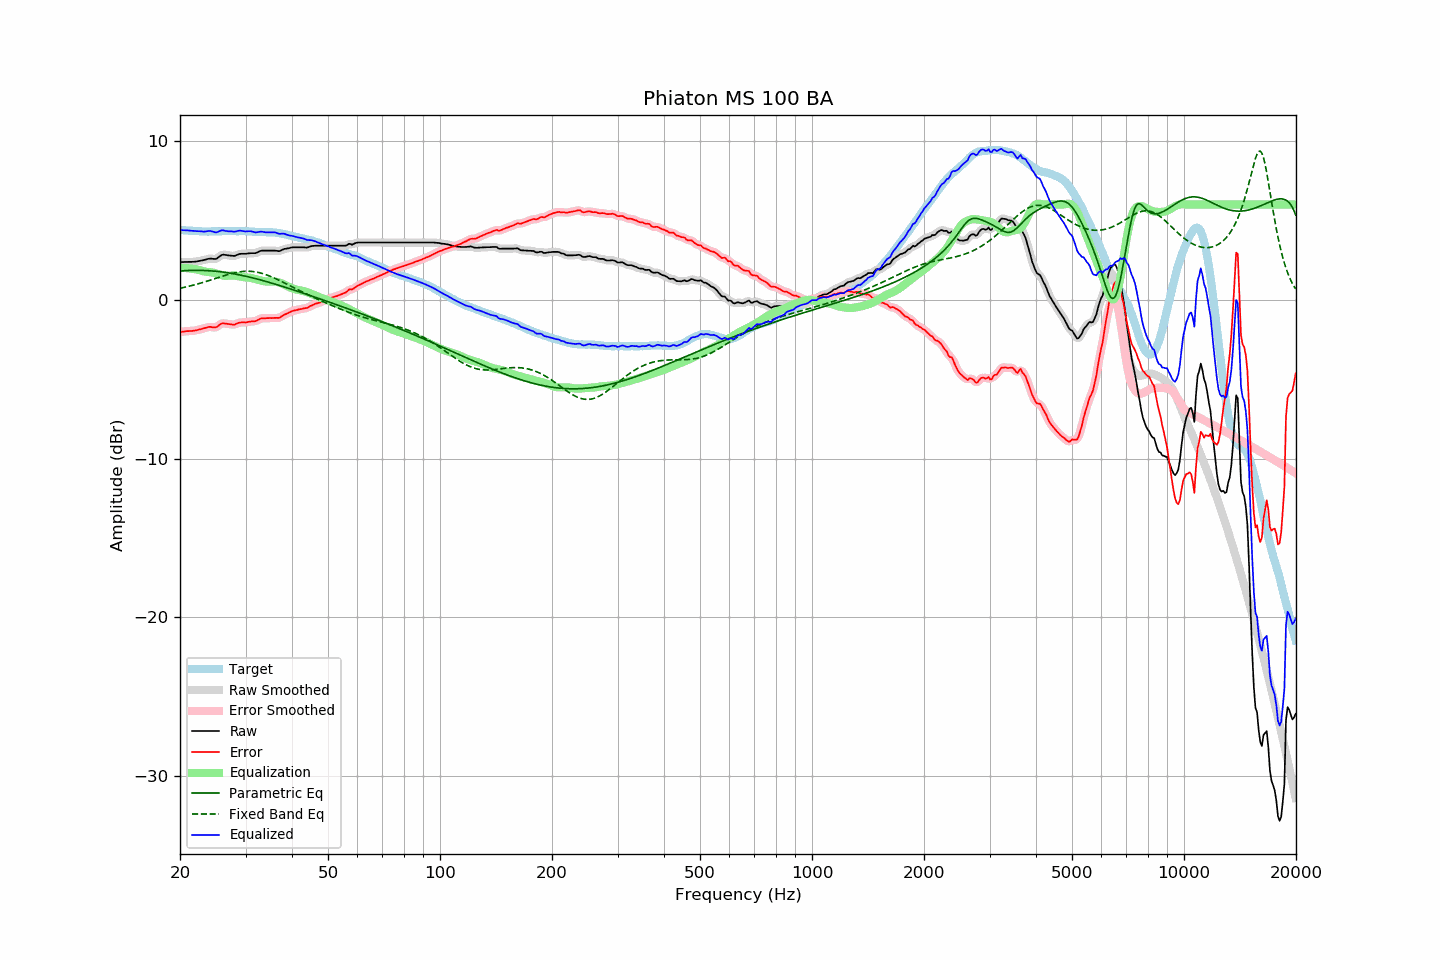 Phiaton MS 100 BA
Amplitude (dBr)
10
0
−10
−20
−30
Target
Raw Smoothed
Error Smoothed
Raw
Error
Equalization
Parametric Eq
Fixed Band Eq
Equalized
20
50
100
200
500
1000
2000
5000
10000
20000
Frequency (Hz)